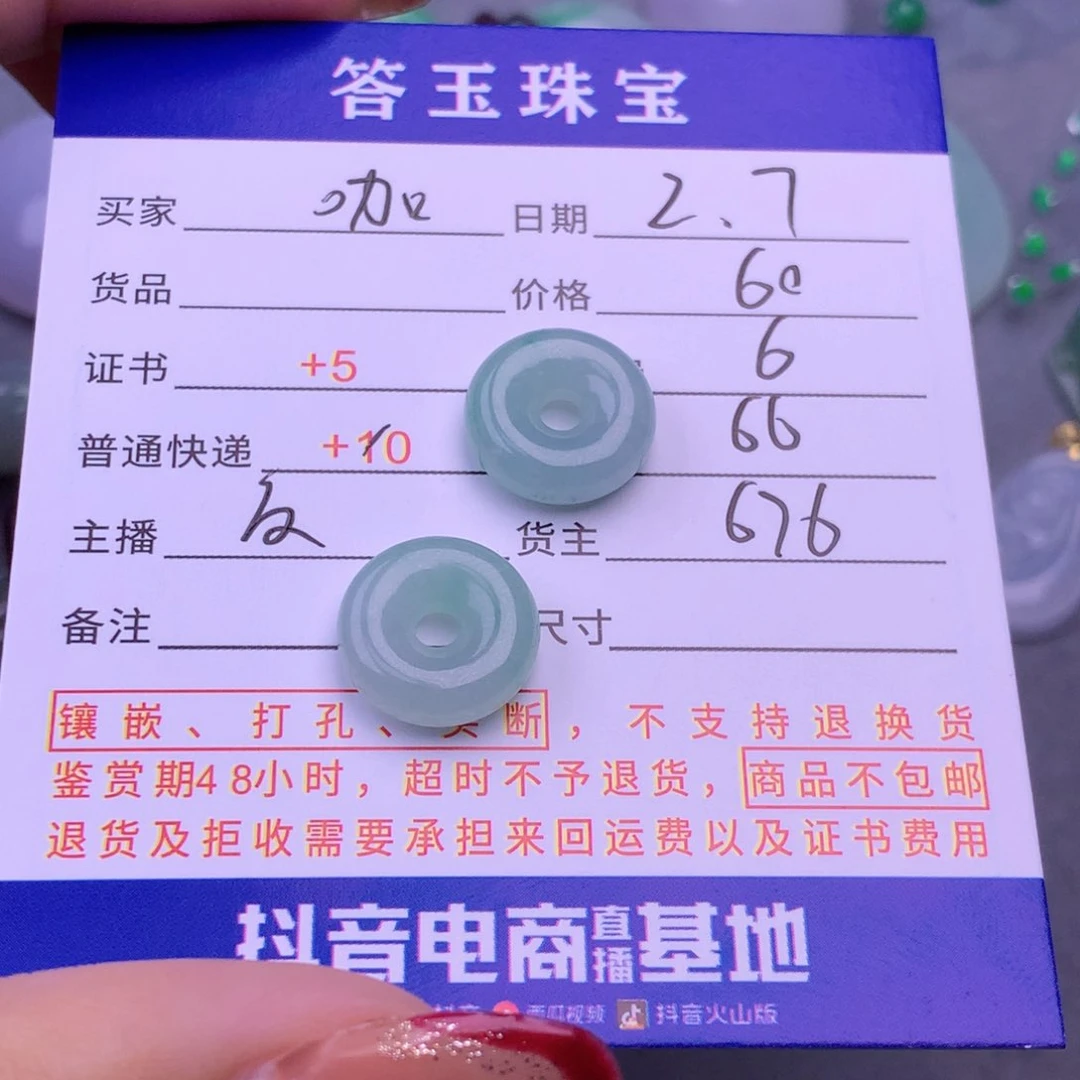 答玉珠宝
买家 咖 日期 2、7
货品 价格 60
证书 +5 6
普通快递 +10 66
主播 货主 676
备注 尺寸
镶嵌、打孔、买断，不支持退换货
鉴赏期48小时，超时不予退货，商品不包邮
退货及拒收需要承担来回运费以及证书费用
抖音电商直播基地
抖音 西瓜视频 抖音火山版